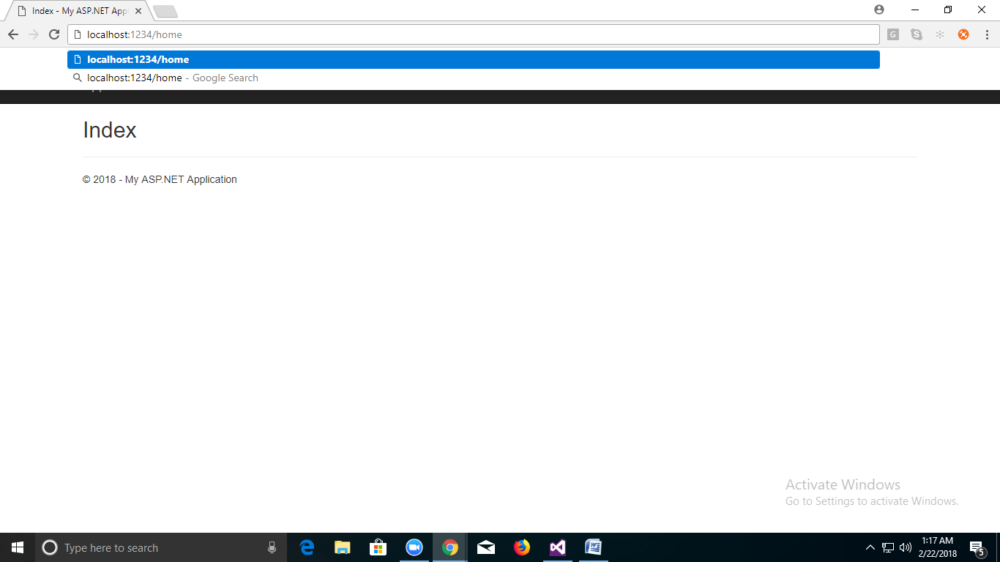 Index - My ASP.NET App
localhost:1234/home
localhost:1234/home
localhost:1234/home - Google Search
Index
© 2018 - My ASP.NET Application
Activate Windows
Go to Settings to activate Windows.
Type here to search
1:17 AM
2/22/2018
5